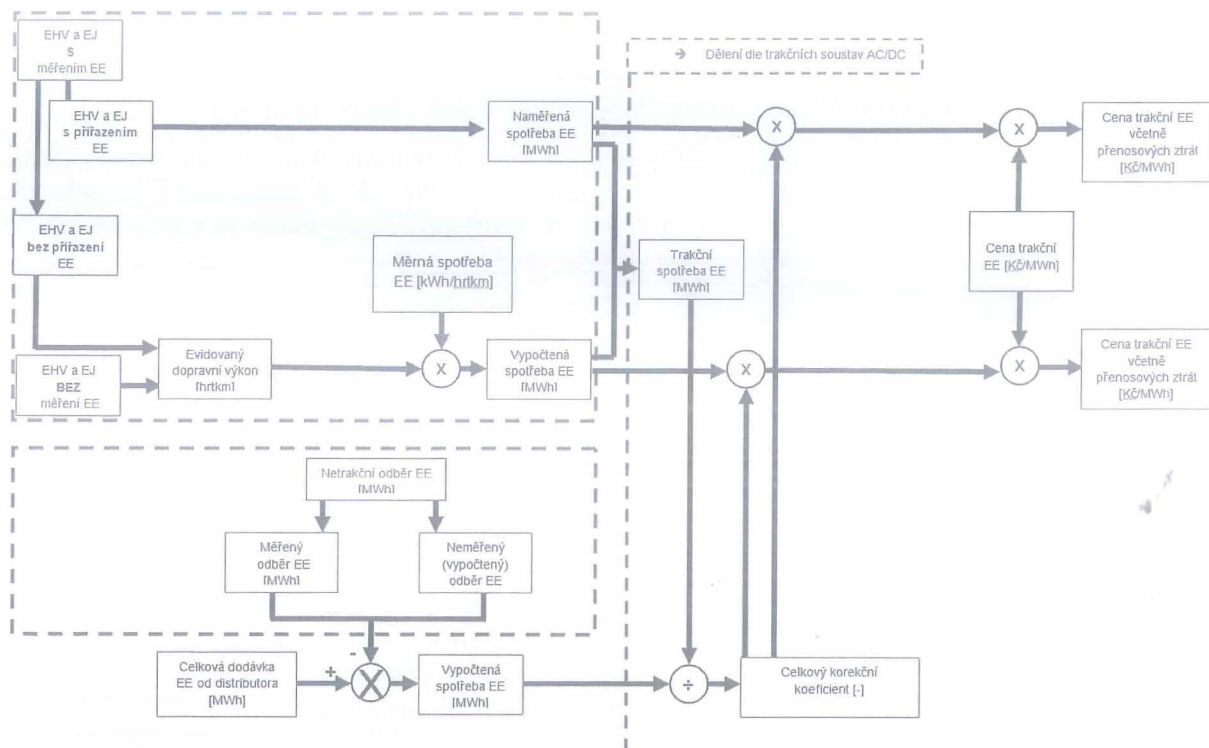 EHV a EJ
S
měřením EE
→ Dělení dle trakčních soustav AC/DC
EHV a EJ
s přiřazením
EE
Naměřená
spotřeba EE
[MWh]
X
X
Cena trakční EE
včetně
přenosových ztrát
[Kč/MWh]
EHV a EJ
bez přiřazení
EE
Měrná spotřeba
EE [kWh/hrtkm]
Trakční
spotřeba EE
[MWh]
Cena trakční
EE [Kč/MWh]
EHV a EJ
BEZ
měření EE
Evidovaný
dopravní výkon
[hrtkm]
X
Vypočtená
spotřeba EE
[MWh]
X
X
Cena trakční EE
včetně
přenosových ztrát
[Kč/MWh]
Netrakční odběr EE
[MWh]
Měřený
odběr EE
[MWh]
Neměřený
(vypočtený)
odběr EE
Celková dodávka
EE od distributora
[MWh]
+
-
X
Vypočtená
spotřeba EE
[MWh]
÷
Celkový korekční
koeficient [-]